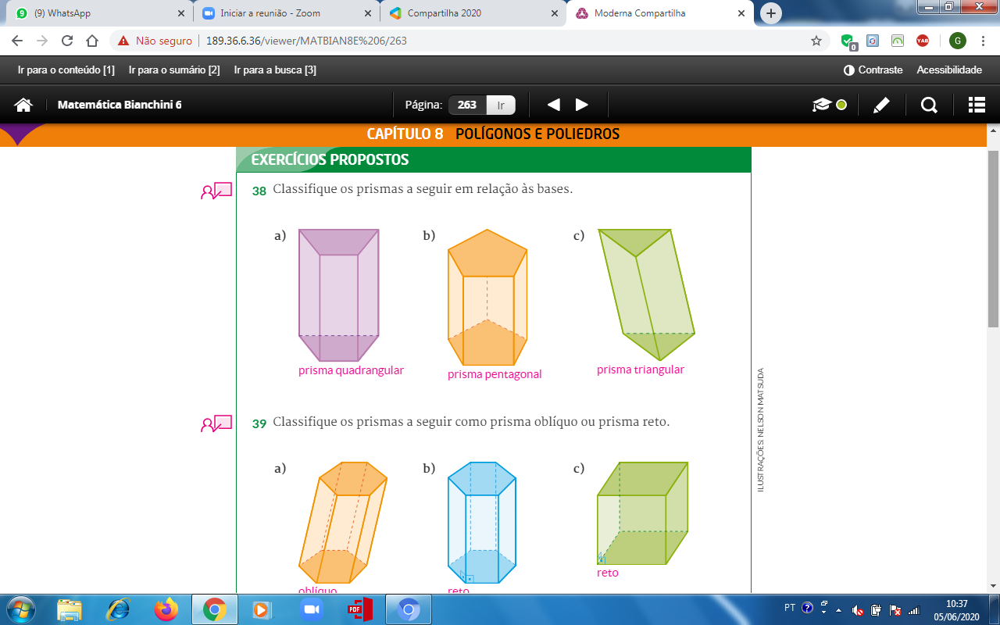 (9) WhatsApp
Iniciar a reunião - Zoom
Compartilha 2020
Moderna Compartilha
Não seguro
189.36.6.36/viewer/MATBIAN8E%206/263
0
YAB
G
Ir para o conteúdo [1]
Ir para o sumário [2]
Ir para a busca [3]
Contraste
Acessibilidade
Matemática Bianchini 6
Página: 263 Ir
CAPÍTULO 8 POLÍGONOS E POLIEDROS
EXERCÍCIOS PROPOSTOS
38 Classifique os prismas a seguir em relação às bases.
a)
b)
c)
prisma quadrangular
prisma pentagonal
prisma triangular
ILUSTRAÇÕES: NELSON MATSUDA
39 Classifique os prismas a seguir como prisma oblíquo ou prisma reto.
a)
b)
c)
oblíquo
reto
reto
PDF
PT
10:37
05/06/2020